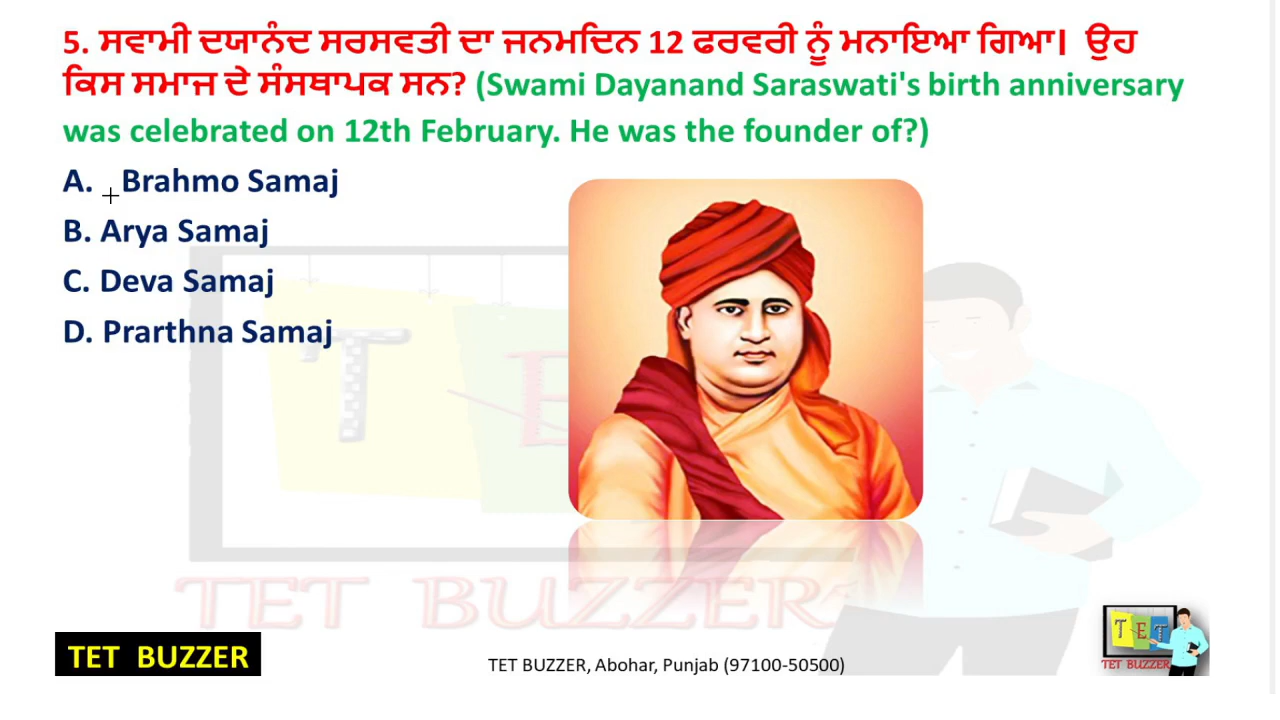 5. ਸਵਾਮੀ ਦਯਾਨੰਦ ਸਰਸਵਤੀ ਦਾ ਜਨਮਦਿਨ 12 ਫਰਵਰੀ ਨੂੰ ਮਨਾਇਆ ਗਿਆ। ਉਹ
ਕਿਸ ਸਮਾਜ ਦੇ ਸੰਸਥਾਪਕ ਸਨ? (Swami Dayanand Saraswati's birth anniversary
was celebrated on 12th February. He was the founder of?)
A. Brahmo Samaj
B. Arya Samaj
C. Deva Samaj
D. Prarthna Samaj
T E
TET BUZZER
TET BUZZER
TET BUZZER, Abohar, Punjab (97100-50500)
TET
TET BUZZER